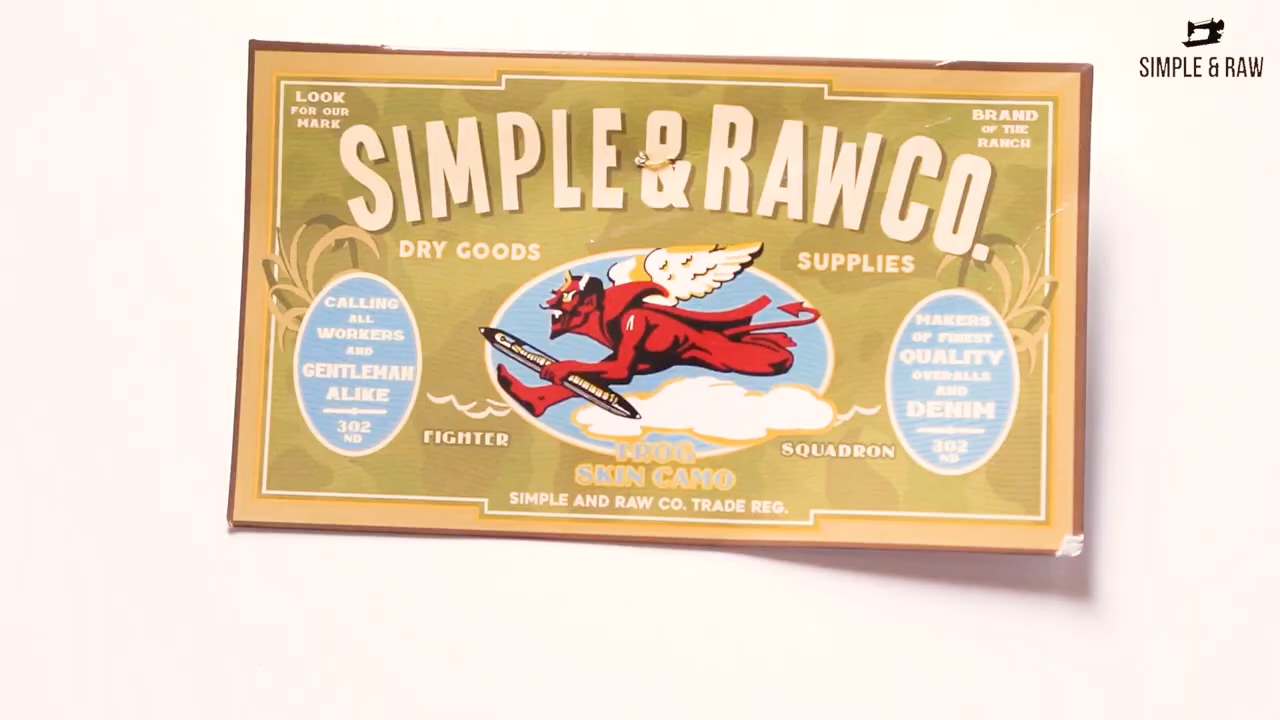 SIMPLE & RAW
LOOK
FOR OUR
MARK
BRAND
OF THE
RANCH
SIMPLE & RAW CO.
DRY GOODS
SUPPLIES
CALLING
ALL
WORKERS
AND
GENTLEMAN
ALIKE
302
ND
MAKERS
OF FINEST
QUALITY
OVERALLS
AND
DENIM
302
ND
FIGHTER
SQUADRON
FROG
SKIN CAMO
SIMPLE AND RAW CO. TRADE REG.